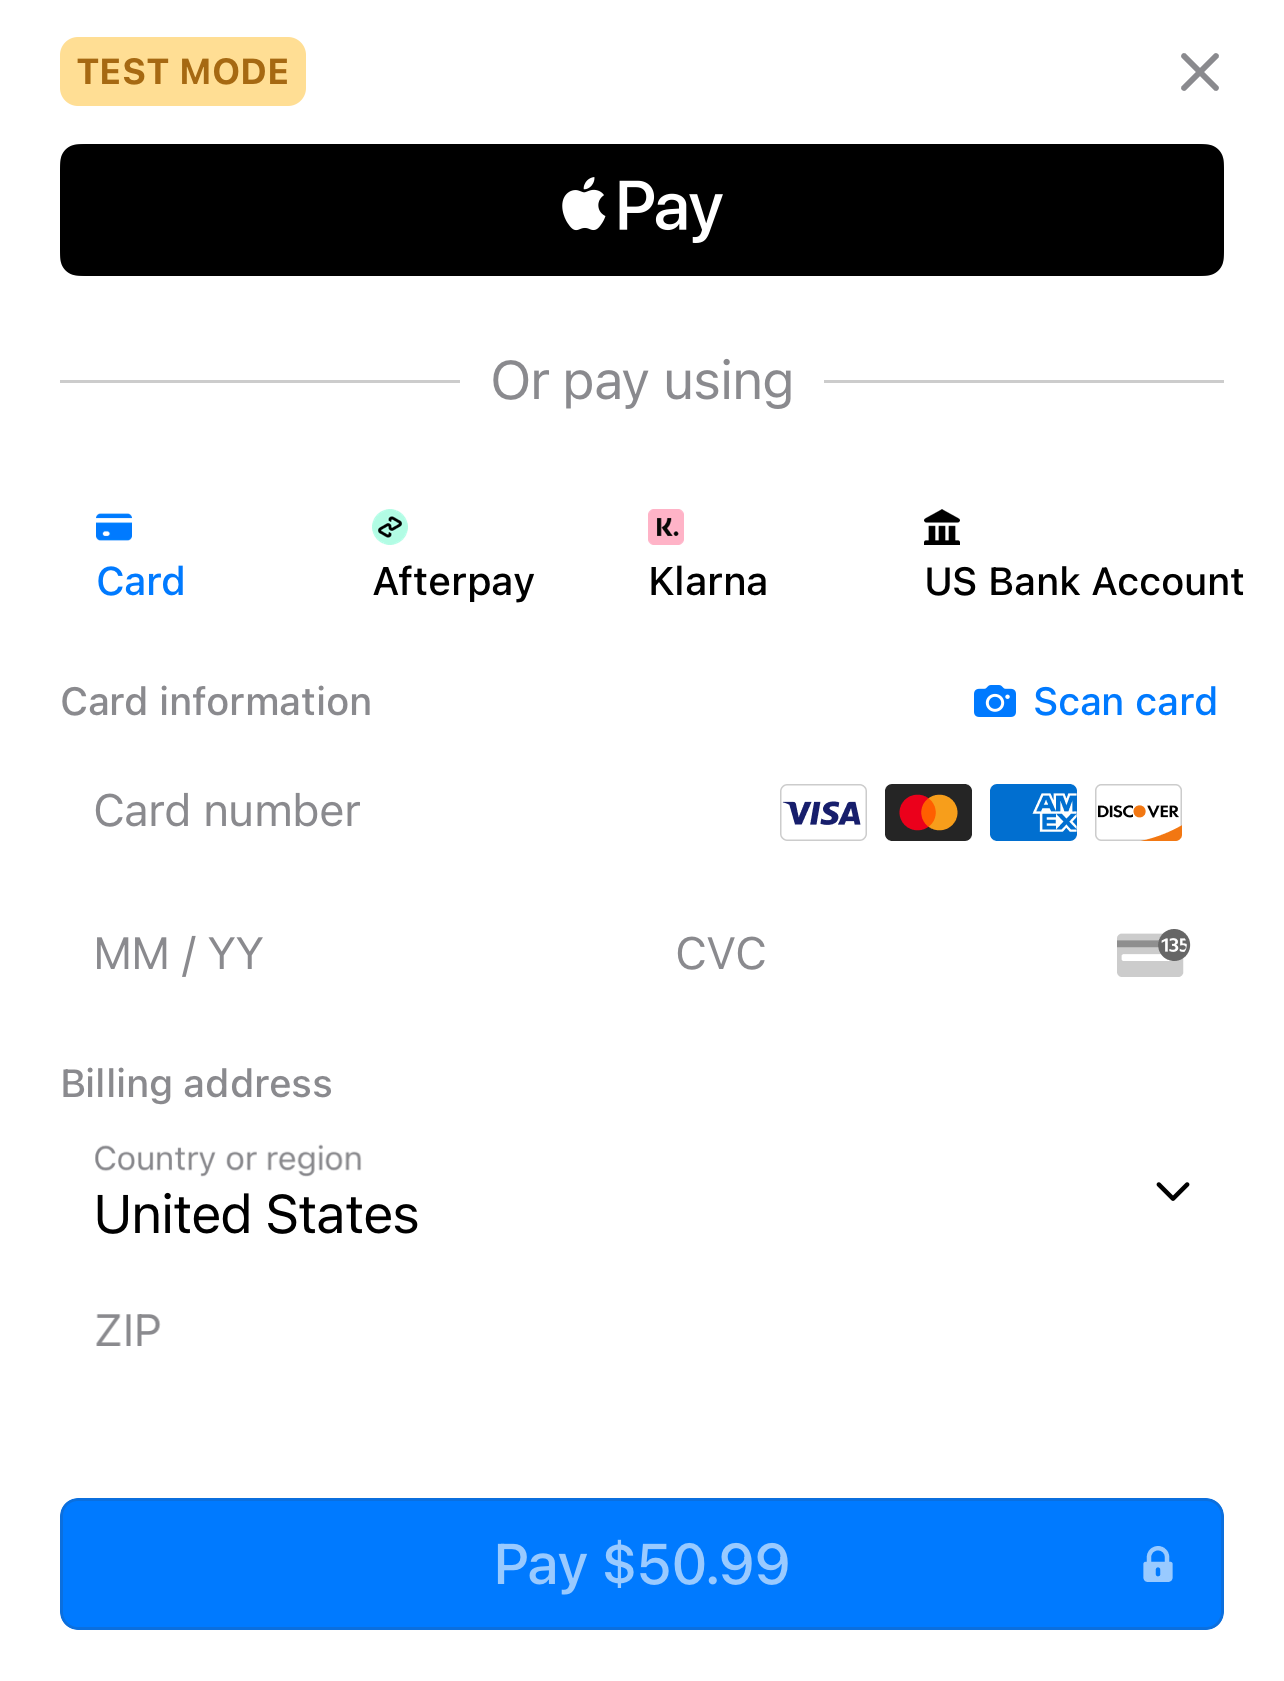 TEST MODE
Pay
Or pay using
K.
Card
Afterpay
Klarna
US Bank Account
Card information
Scan card
Card number
VISA
AM
EX
DISCOVER
MM / YY
CVC
135
Billing address
Country or region
United States
ZIP
Pay $50.99